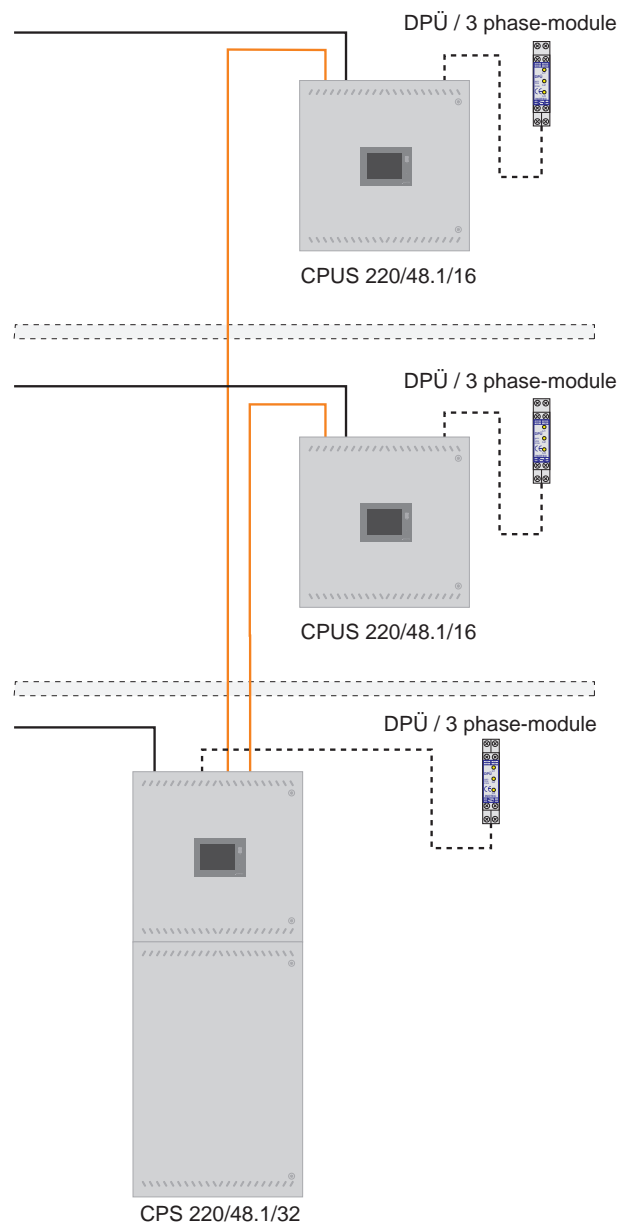 DPÜ / 3 phase-module
CPUS 220/48.1/16
DPÜ / 3 phase-module
CPUS 220/48.1/16
DPÜ / 3 phase-module
CPS 220/48.1/32